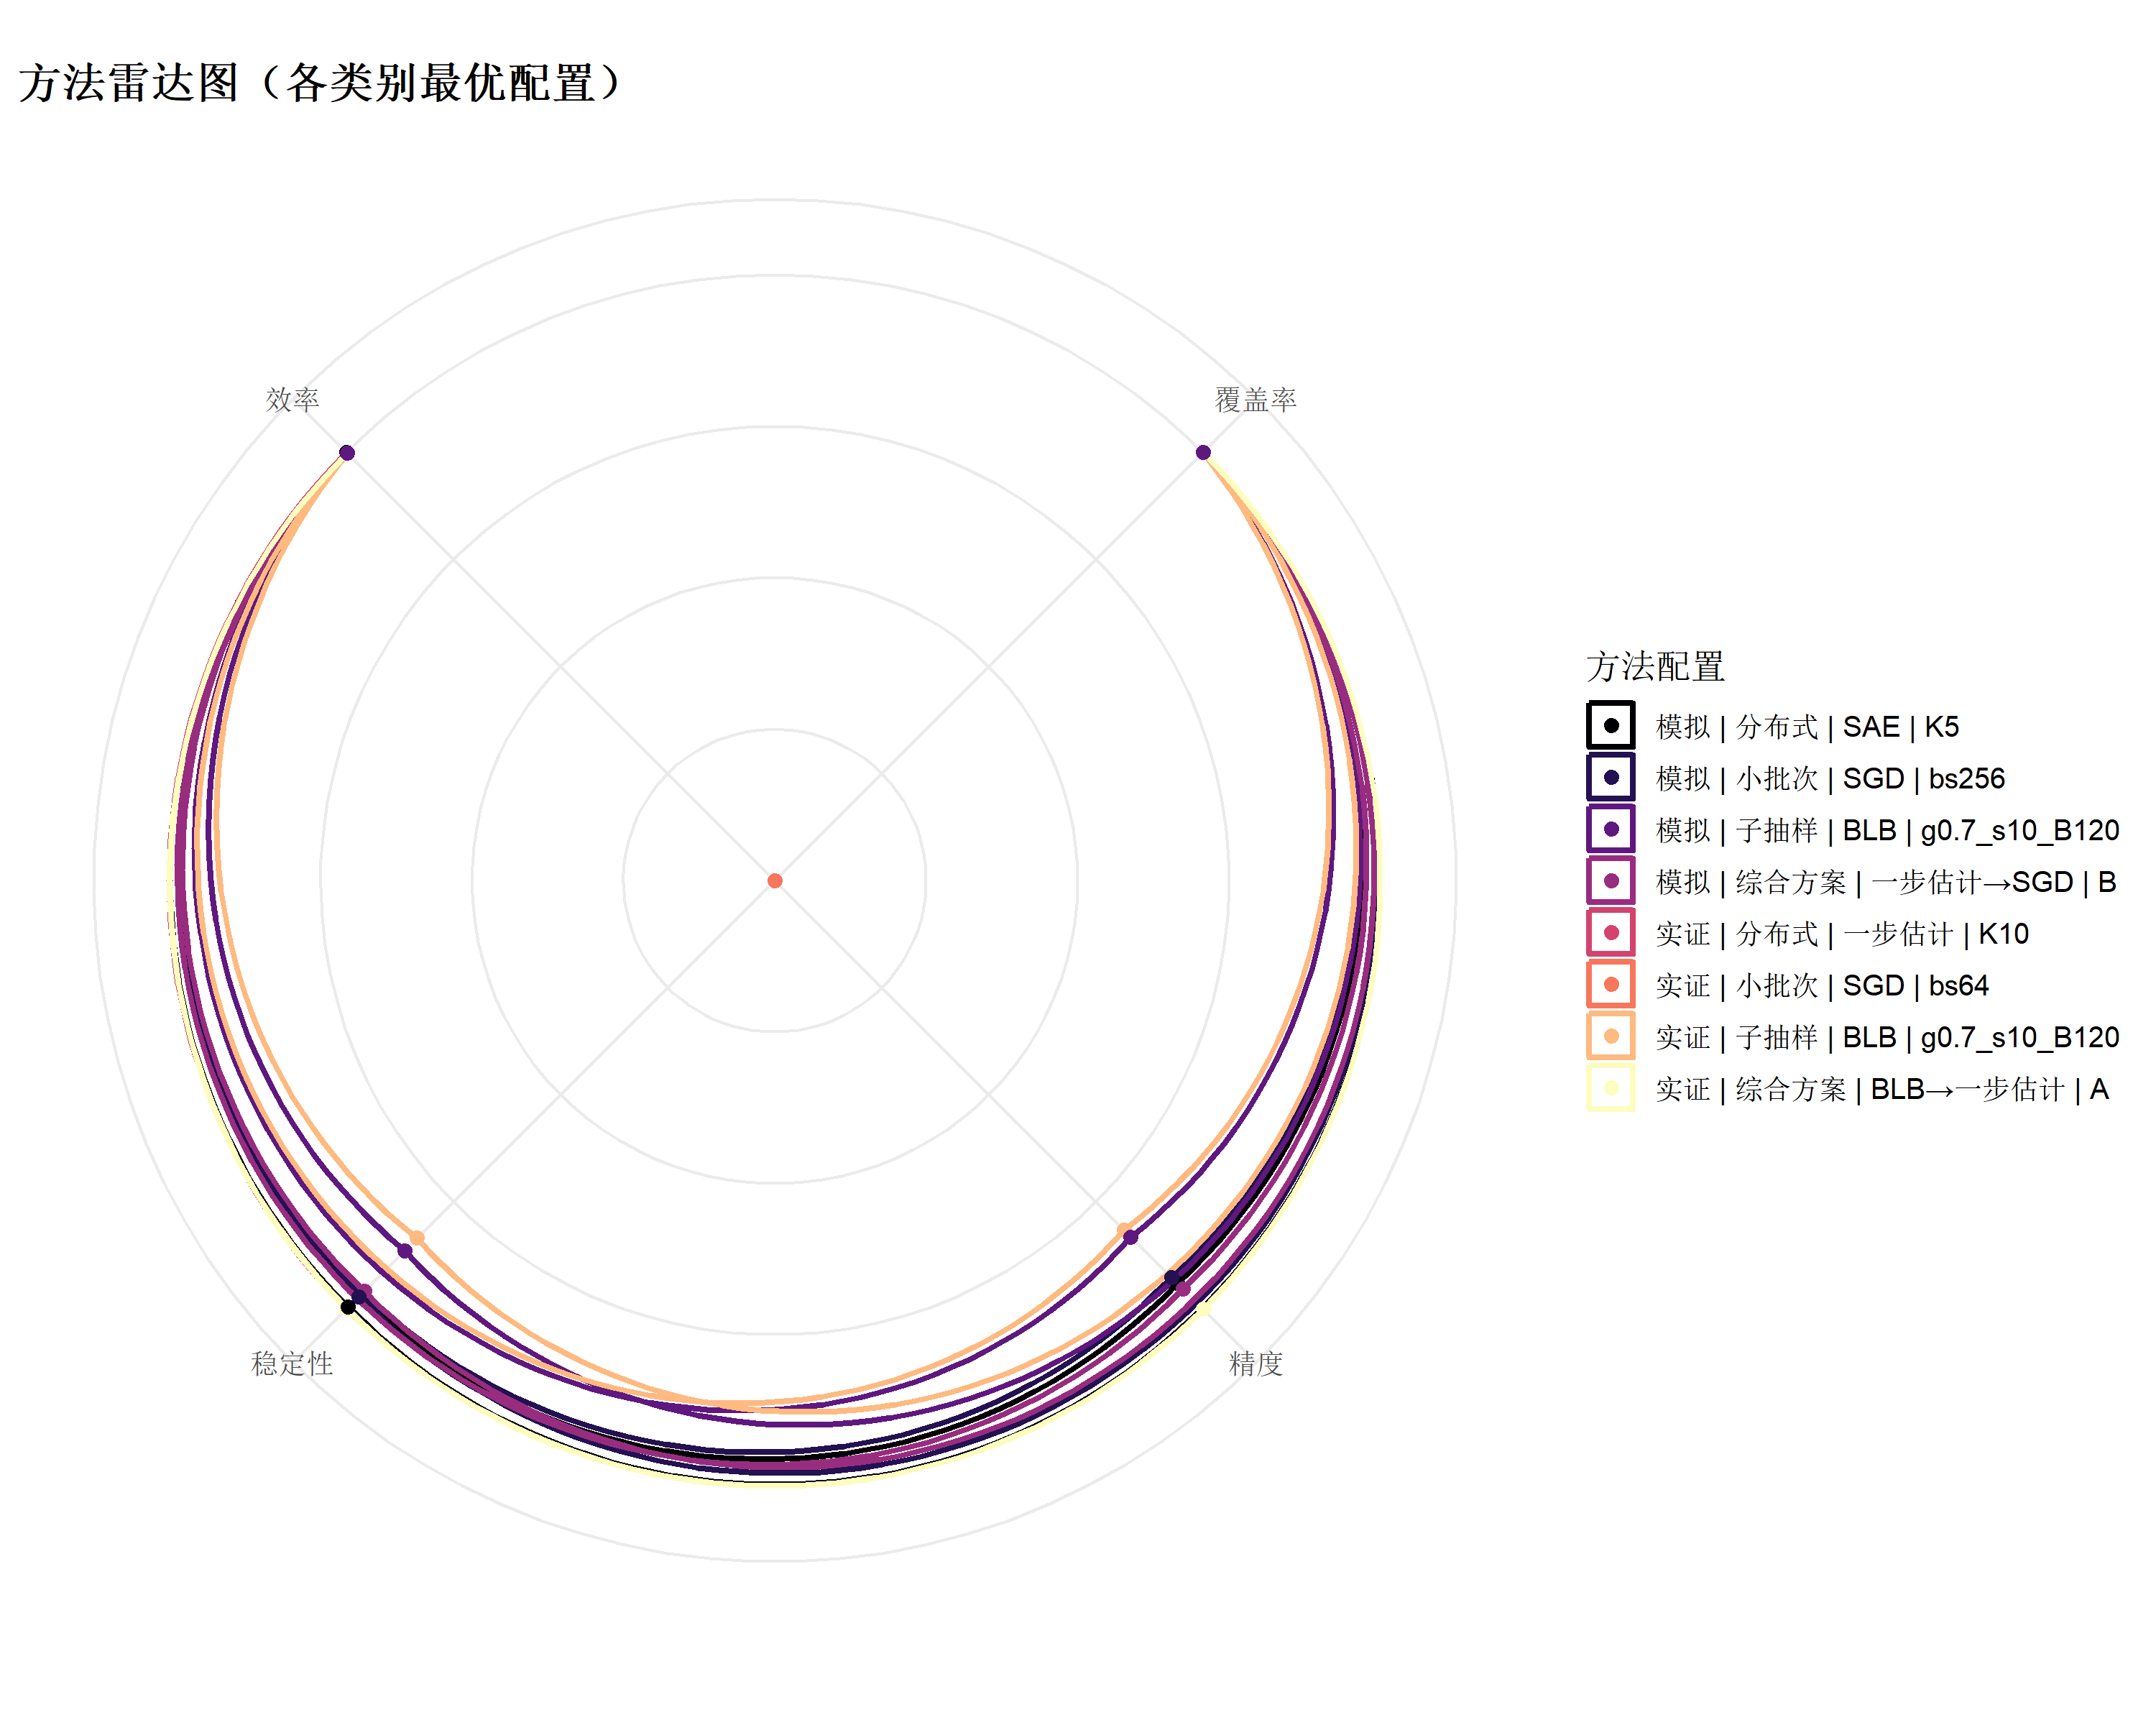 方法雷达图（各类别最优配置）
效率
覆盖率
稳定性
精度
方法配置
模拟 | 分布式 | SAE | K5
模拟 | 小批次 | SGD | bs256
模拟 | 子抽样 | BLB | g0.7_s10_B120
模拟 | 综合方案 | 一步估计→SGD | B
实证 | 分布式 | 一步估计 | K10
实证 | 小批次 | SGD | bs64
实证 | 子抽样 | BLB | g0.7_s10_B120
实证 | 综合方案 | BLB→一步估计 | A